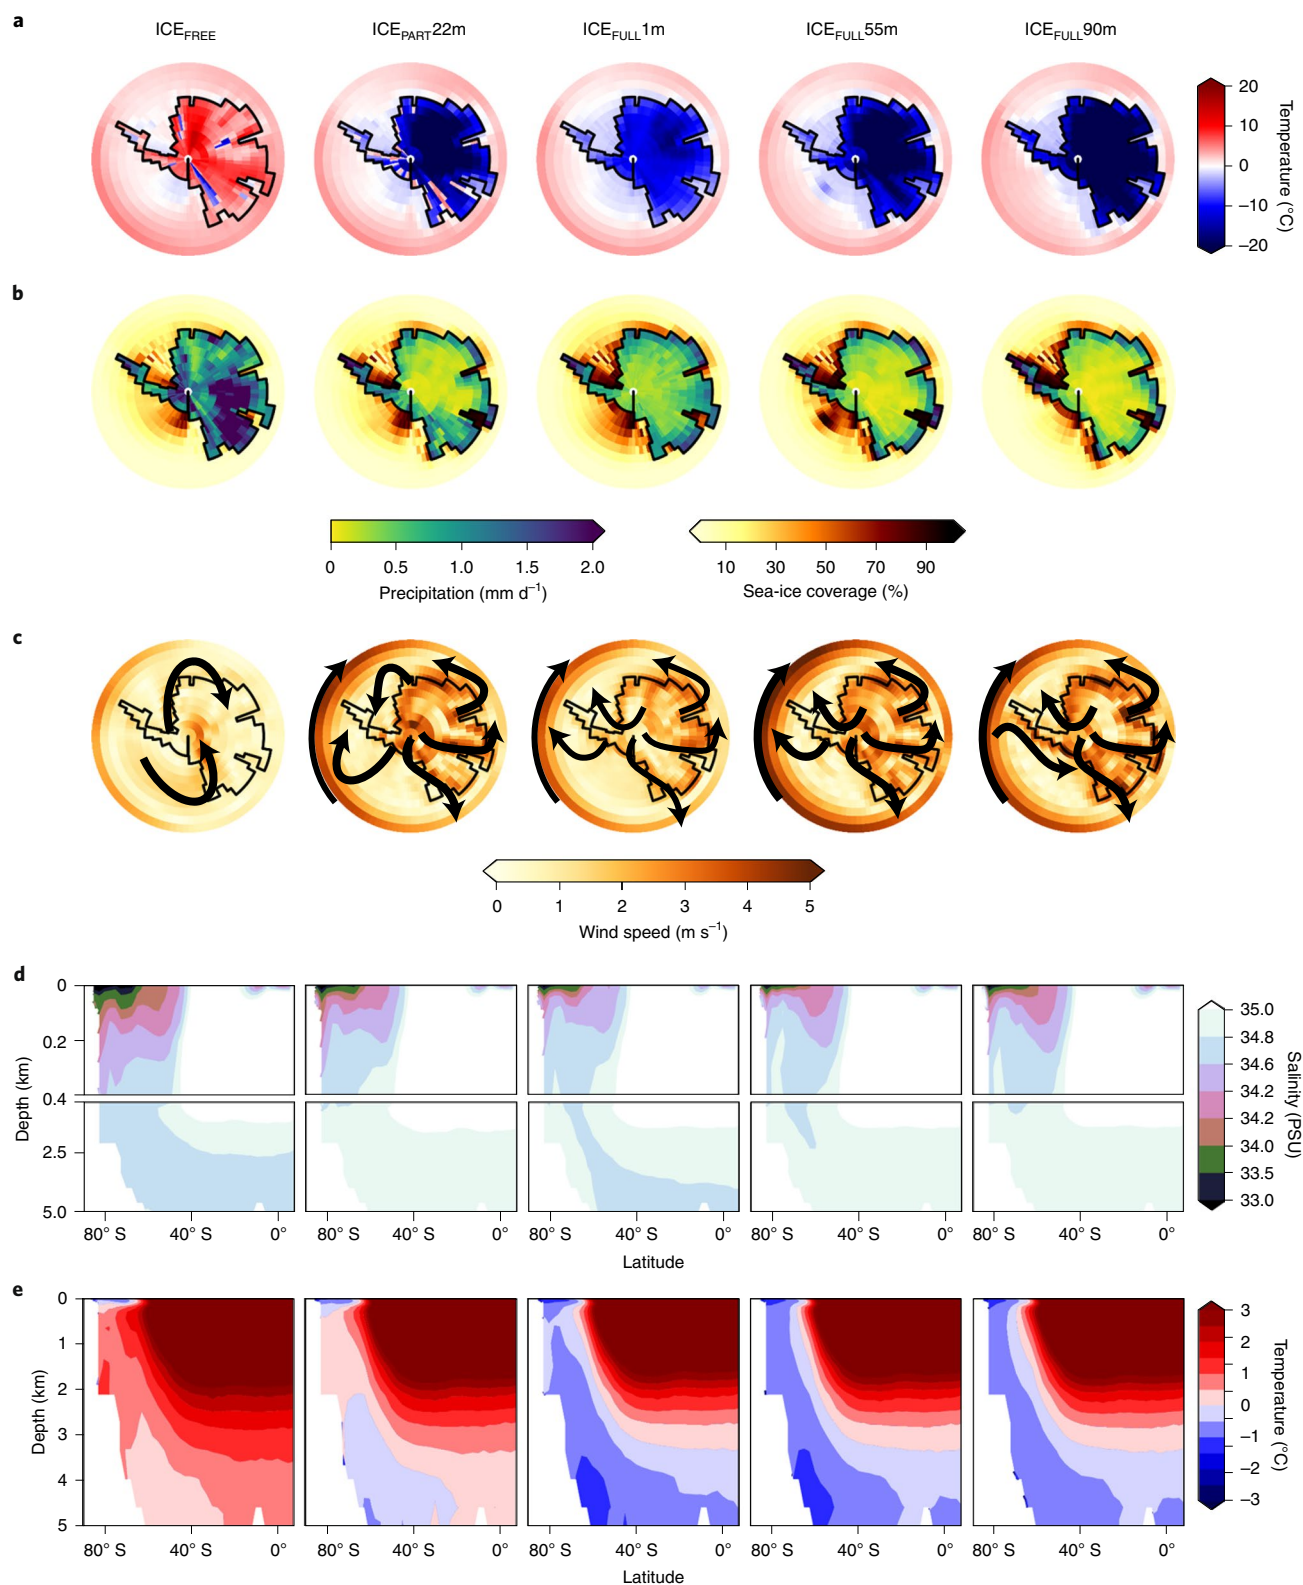 a
ICE_FREE ICE_PART22m ICE_FULL1m ICE_FULL55m ICE_FULL90m
20
10
0
–10
–20
Temperature (°C)
b
0 0.5 1.0 1.5 2.0
Precipitation (mm d⁻¹)
10 30 50 70 90
Sea-ice coverage (%)
c
0 1 2 3 4 5
Wind speed (m s⁻¹)
d
0
0.2
0.4
2.5
5.0
Depth (km)
80° S 40° S 0° 80° S 40° S 0° 80° S 40° S 0° 80° S 40° S 0° 80° S 40° S 0°
Latitude
35.0
34.8
34.6
34.2
34.2
34.0
33.5
33.0
Salinity (PSU)
e
0
1
2
3
4
5
Depth (km)
80° S 40° S 0° 80° S 40° S 0° 80° S 40° S 0° 80° S 40° S 0° 80° S 40° S 0°
Latitude
3
2
1
0
–1
–2
–3
Temperature (°C)